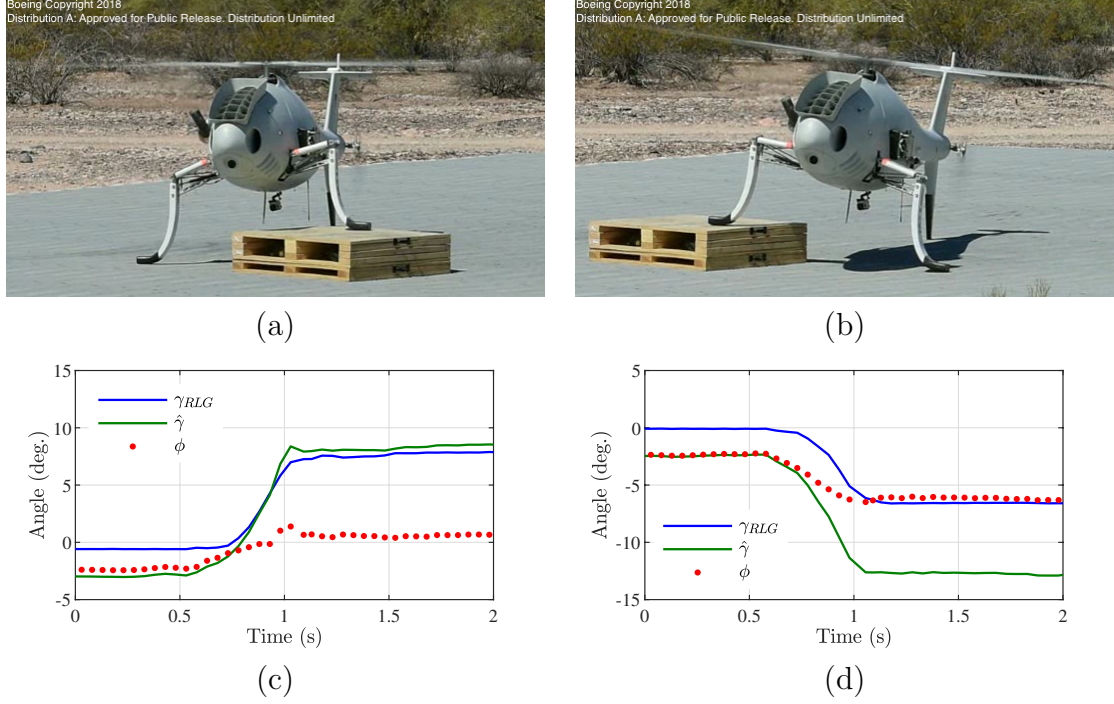 Boeing Copyright 2018
Distribution A: Approved for Public Release. Distribution Unlimited
Boeing Copyright 2018
Distribution A: Approved for Public Release. Distribution Unlimited
(a)
(b)
15
10
5
0
-5
Angle (deg.)
γRLG
γ̂
ϕ
0 0.5 1 1.5 2
Time (s)
5
0
-5
-10
-15
Angle (deg.)
γRLG
γ̂
ϕ
0 0.5 1 1.5 2
Time (s)
(c)
(d)